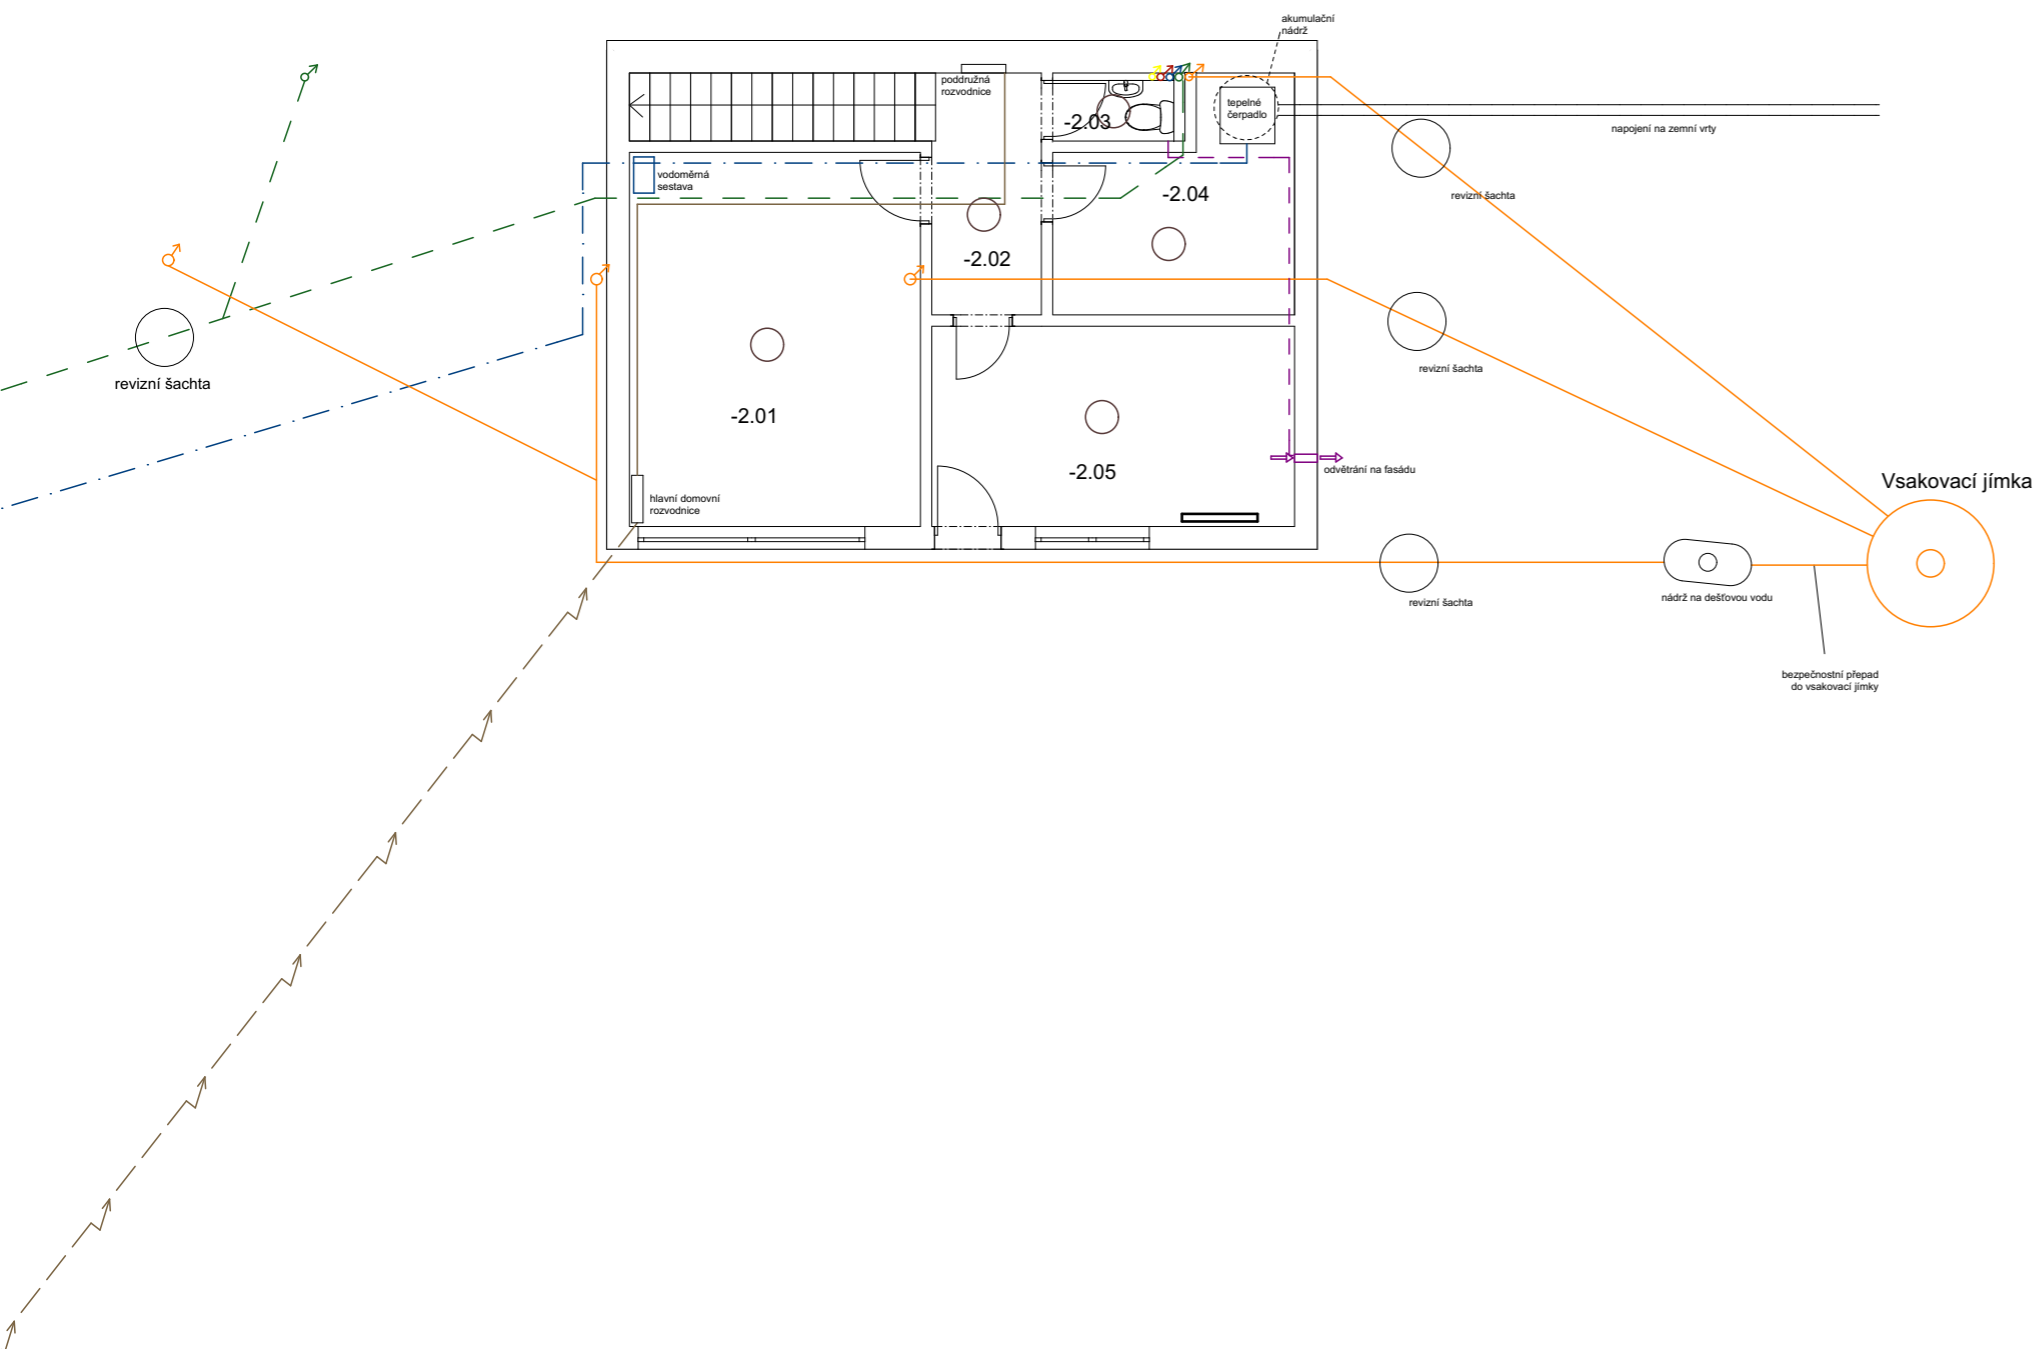 akumulační
nádrž
poddružná
rozvodnice
tepelné
čerpadlo
-2.03
napojení na zemní vrty
vodoměrná
sestava
-2.04
revizní šachta
-2.02
revizní šachta
revizní šachta
-2.01
-2.05
odvětrání na fasádu
Vsakovací jímka
hlavní domovní
rozvodnice
revizní šachta
nádrž na dešťovou vodu
bezpečnostní přepad
do vsakovací jímky